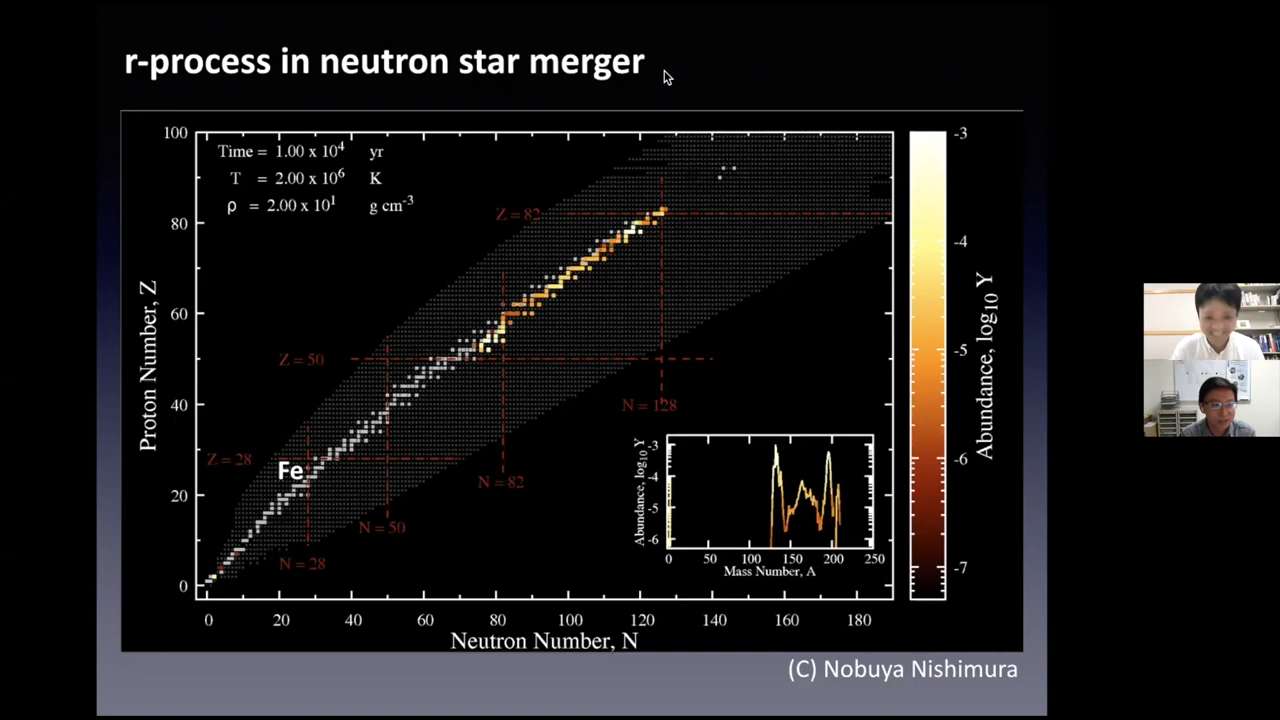 r-process in neutron star merger
Time = 1.00 x 10⁴ yr
T = 2.00 x 10⁶ K
ρ = 2.00 x 10¹ g cm⁻³
Proton Number, Z
100
80
60
40
20
0
Z = 82
Z = 50
Z = 28
Fe
N = 128
N = 82
N = 50
N = 28
0 20 40 60 80 100 120 140 160 180
Neutron Number, N
Abundance, log₁₀ Y
-3
-4
-5
-6
0 50 100 150 200 250
Mass Number, A
-3
-4
-5
-6
-7
Abundance, log₁₀ Y
(C) Nobuya Nishimura